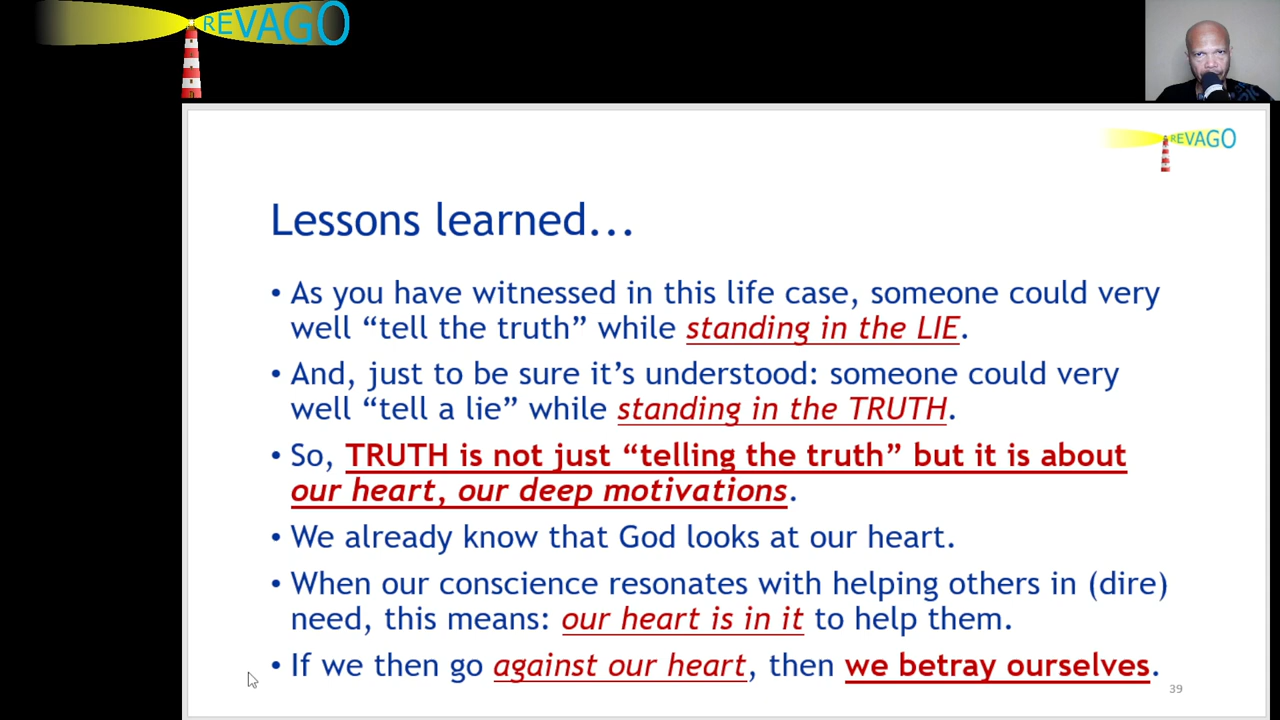 REVAGO
REVAGO
Lessons learned...
• As you have witnessed in this life case, someone could very
well “tell the truth” while standing in the LIE.
• And, just to be sure it’s understood: someone could very
well “tell a lie” while standing in the TRUTH.
• So, TRUTH is not just “telling the truth” but it is about
our heart, our deep motivations.
• We already know that God looks at our heart.
• When our conscience resonates with helping others in (dire)
need, this means: our heart is in it to help them.
• If we then go against our heart, then we betray ourselves.
39